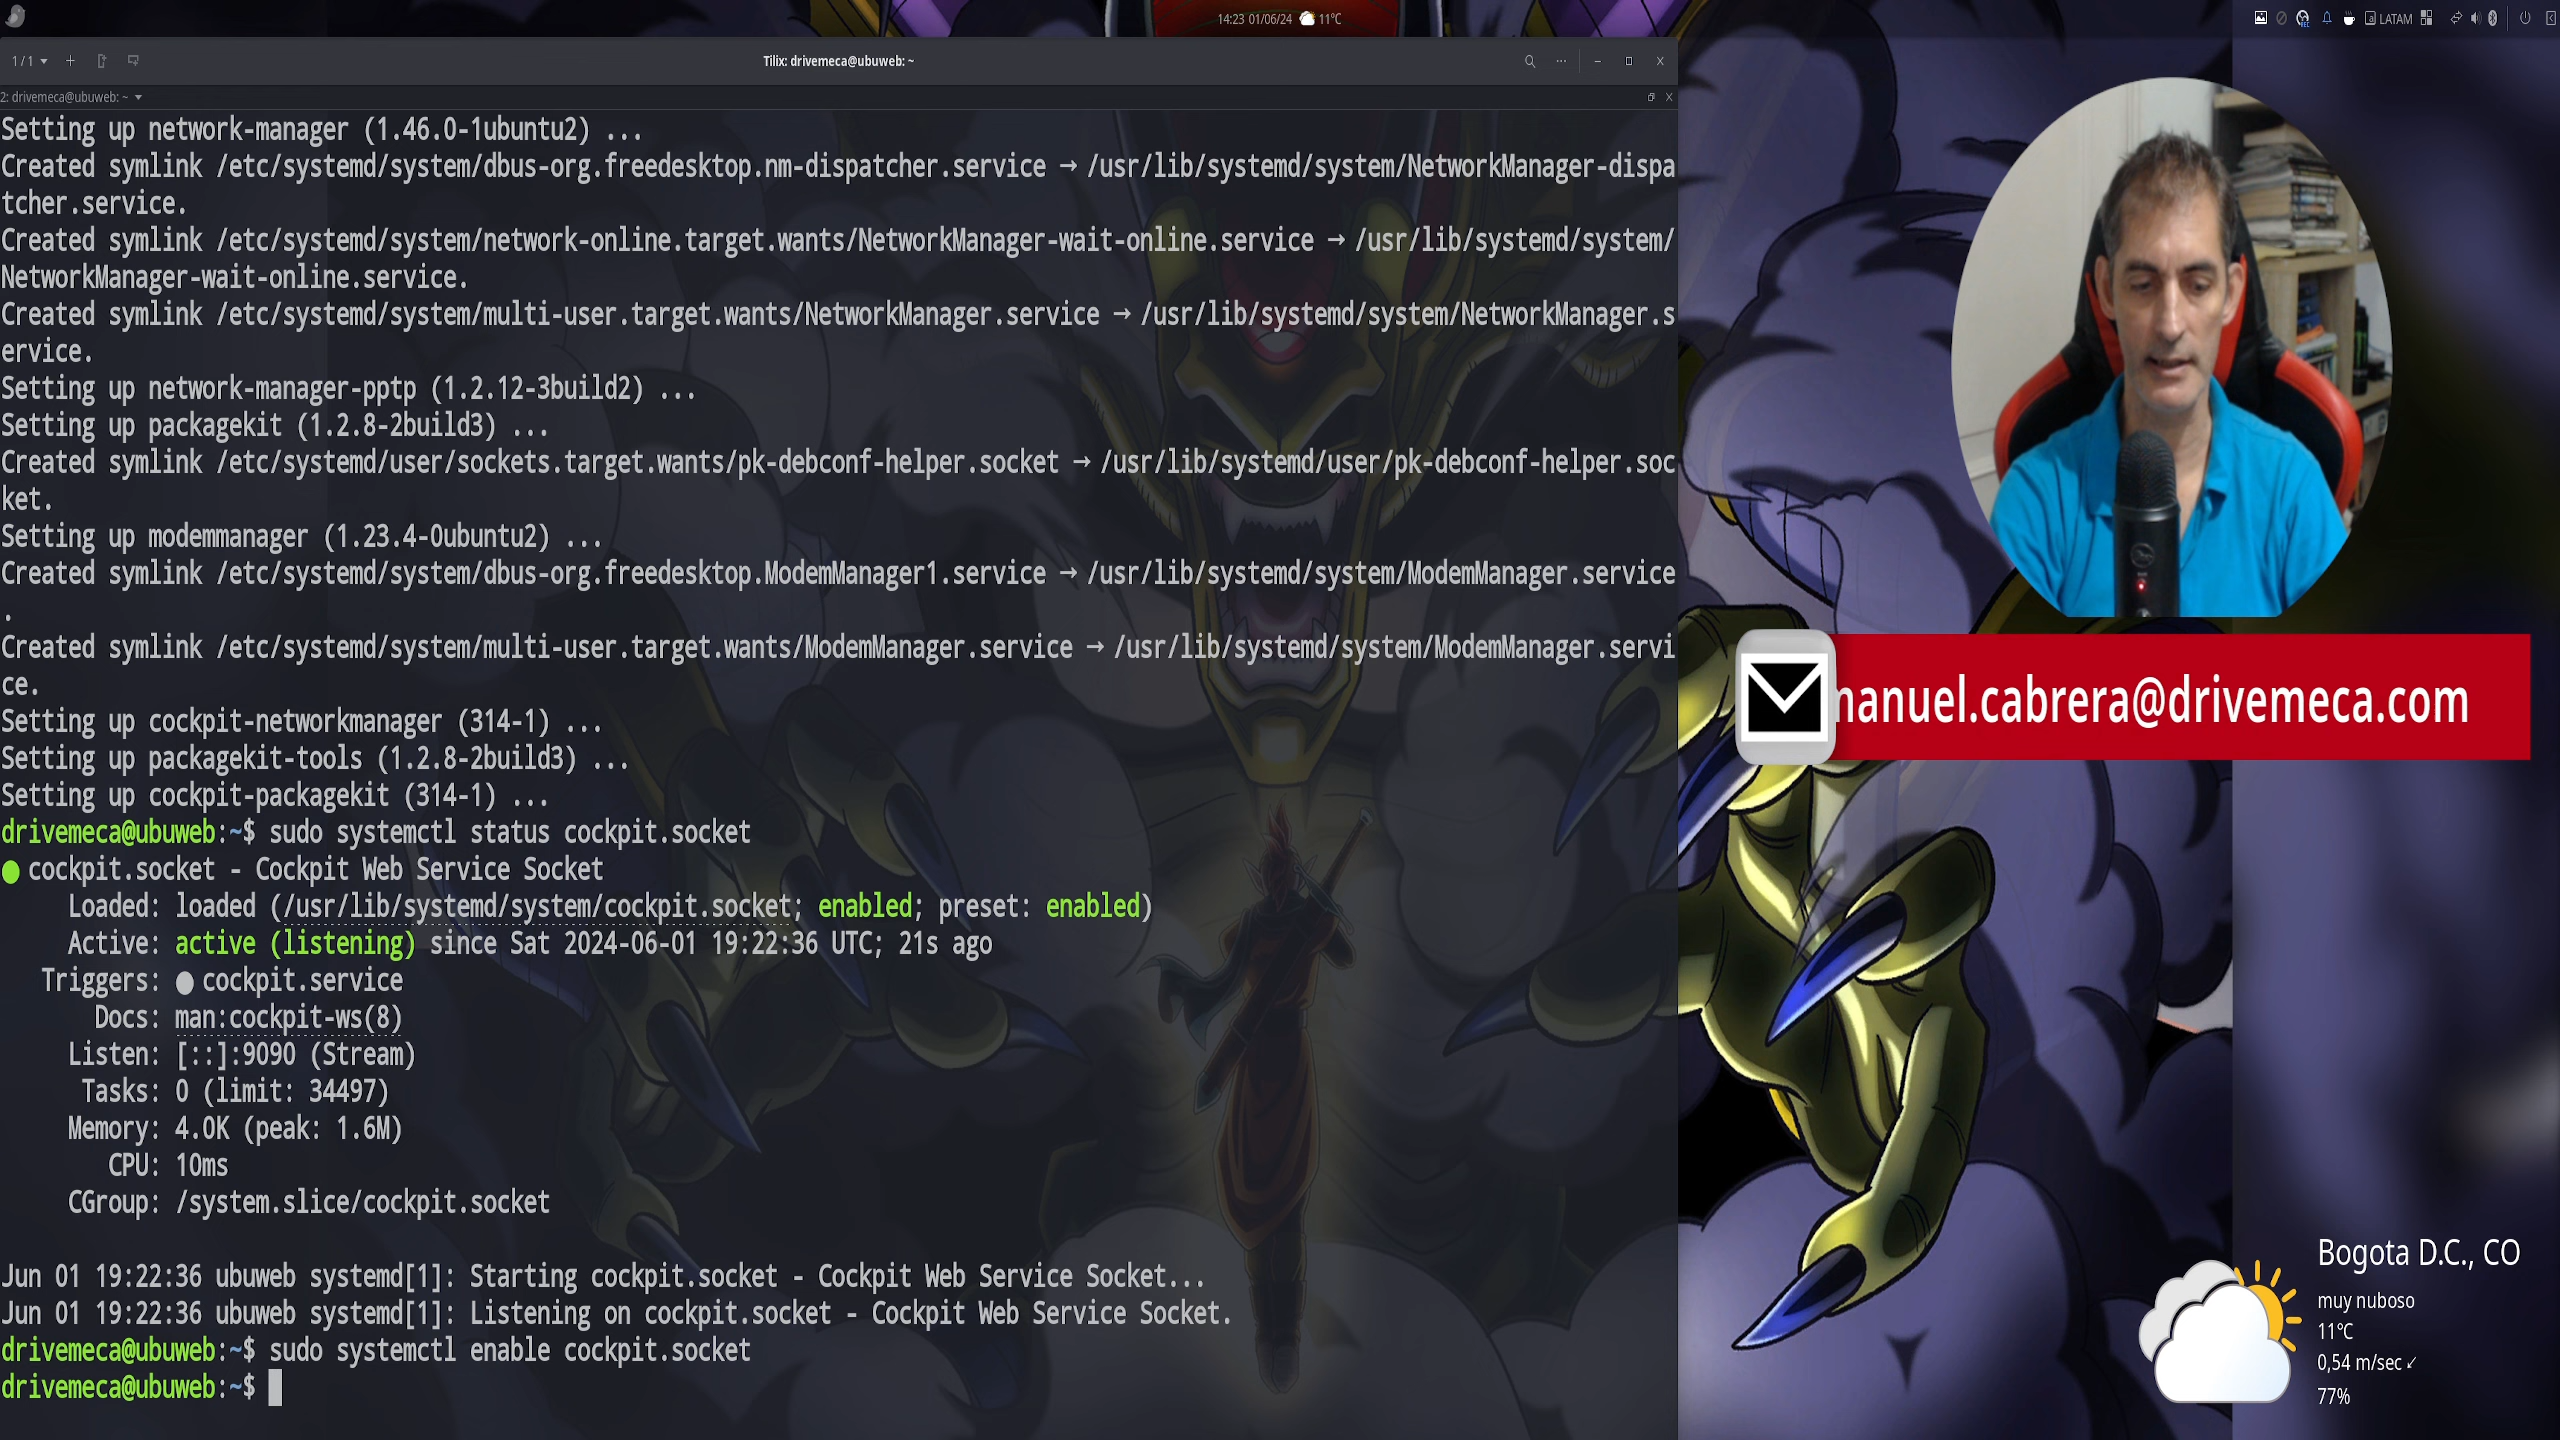 14:23 01/06/24 11°C
LATAM
1/1
Tilix: drivemeca@ubuweb: ~
2: drivemeca@ubuweb: ~
Setting up network-manager (1.46.0-1ubuntu2) ...
Created symlink /etc/systemd/system/dbus-org.freedesktop.nm-dispatcher.service → /usr/lib/systemd/system/NetworkManager-dispa
tcher.service.
Created symlink /etc/systemd/system/network-online.target.wants/NetworkManager-wait-online.service → /usr/lib/systemd/system/
NetworkManager-wait-online.service.
Created symlink /etc/systemd/system/multi-user.target.wants/NetworkManager.service → /usr/lib/systemd/system/NetworkManager.s
ervice.
Setting up network-manager-pptp (1.2.12-3build2) ...
Setting up packagekit (1.2.8-2build3) ...
Created symlink /etc/systemd/user/sockets.target.wants/pk-debconf-helper.socket → /usr/lib/systemd/user/pk-debconf-helper.soc
ket.
Setting up modemmanager (1.23.4-0ubuntu2) ...
Created symlink /etc/systemd/system/dbus-org.freedesktop.ModemManager1.service → /usr/lib/systemd/system/ModemManager.service
.
Created symlink /etc/systemd/system/multi-user.target.wants/ModemManager.service → /usr/lib/systemd/system/ModemManager.servi
ce.
Setting up cockpit-networkmanager (314-1) ...
Setting up packagekit-tools (1.2.8-2build3) ...
Setting up cockpit-packagekit (314-1) ...
drivemeca@ubuweb:~$ sudo systemctl status cockpit.socket
● cockpit.socket - Cockpit Web Service Socket
Loaded: loaded (/usr/lib/systemd/system/cockpit.socket; enabled; preset: enabled)
Active: active (listening) since Sat 2024-06-01 19:22:36 UTC; 21s ago
Triggers: ● cockpit.service
Docs: man:cockpit-ws(8)
Listen: [::]:9090 (Stream)
Tasks: 0 (limit: 34497)
Memory: 4.0K (peak: 1.6M)
CPU: 10ms
CGroup: /system.slice/cockpit.socket
Jun 01 19:22:36 ubuweb systemd[1]: Starting cockpit.socket - Cockpit Web Service Socket...
Jun 01 19:22:36 ubuweb systemd[1]: Listening on cockpit.socket - Cockpit Web Service Socket.
drivemeca@ubuweb:~$ sudo systemctl enable cockpit.socket
drivemeca@ubuweb:~$
manuel.cabrera@drivemeca.com
Bogota D.C., CO
muy nuboso
11°C
0,54 m/sec ↙
77%